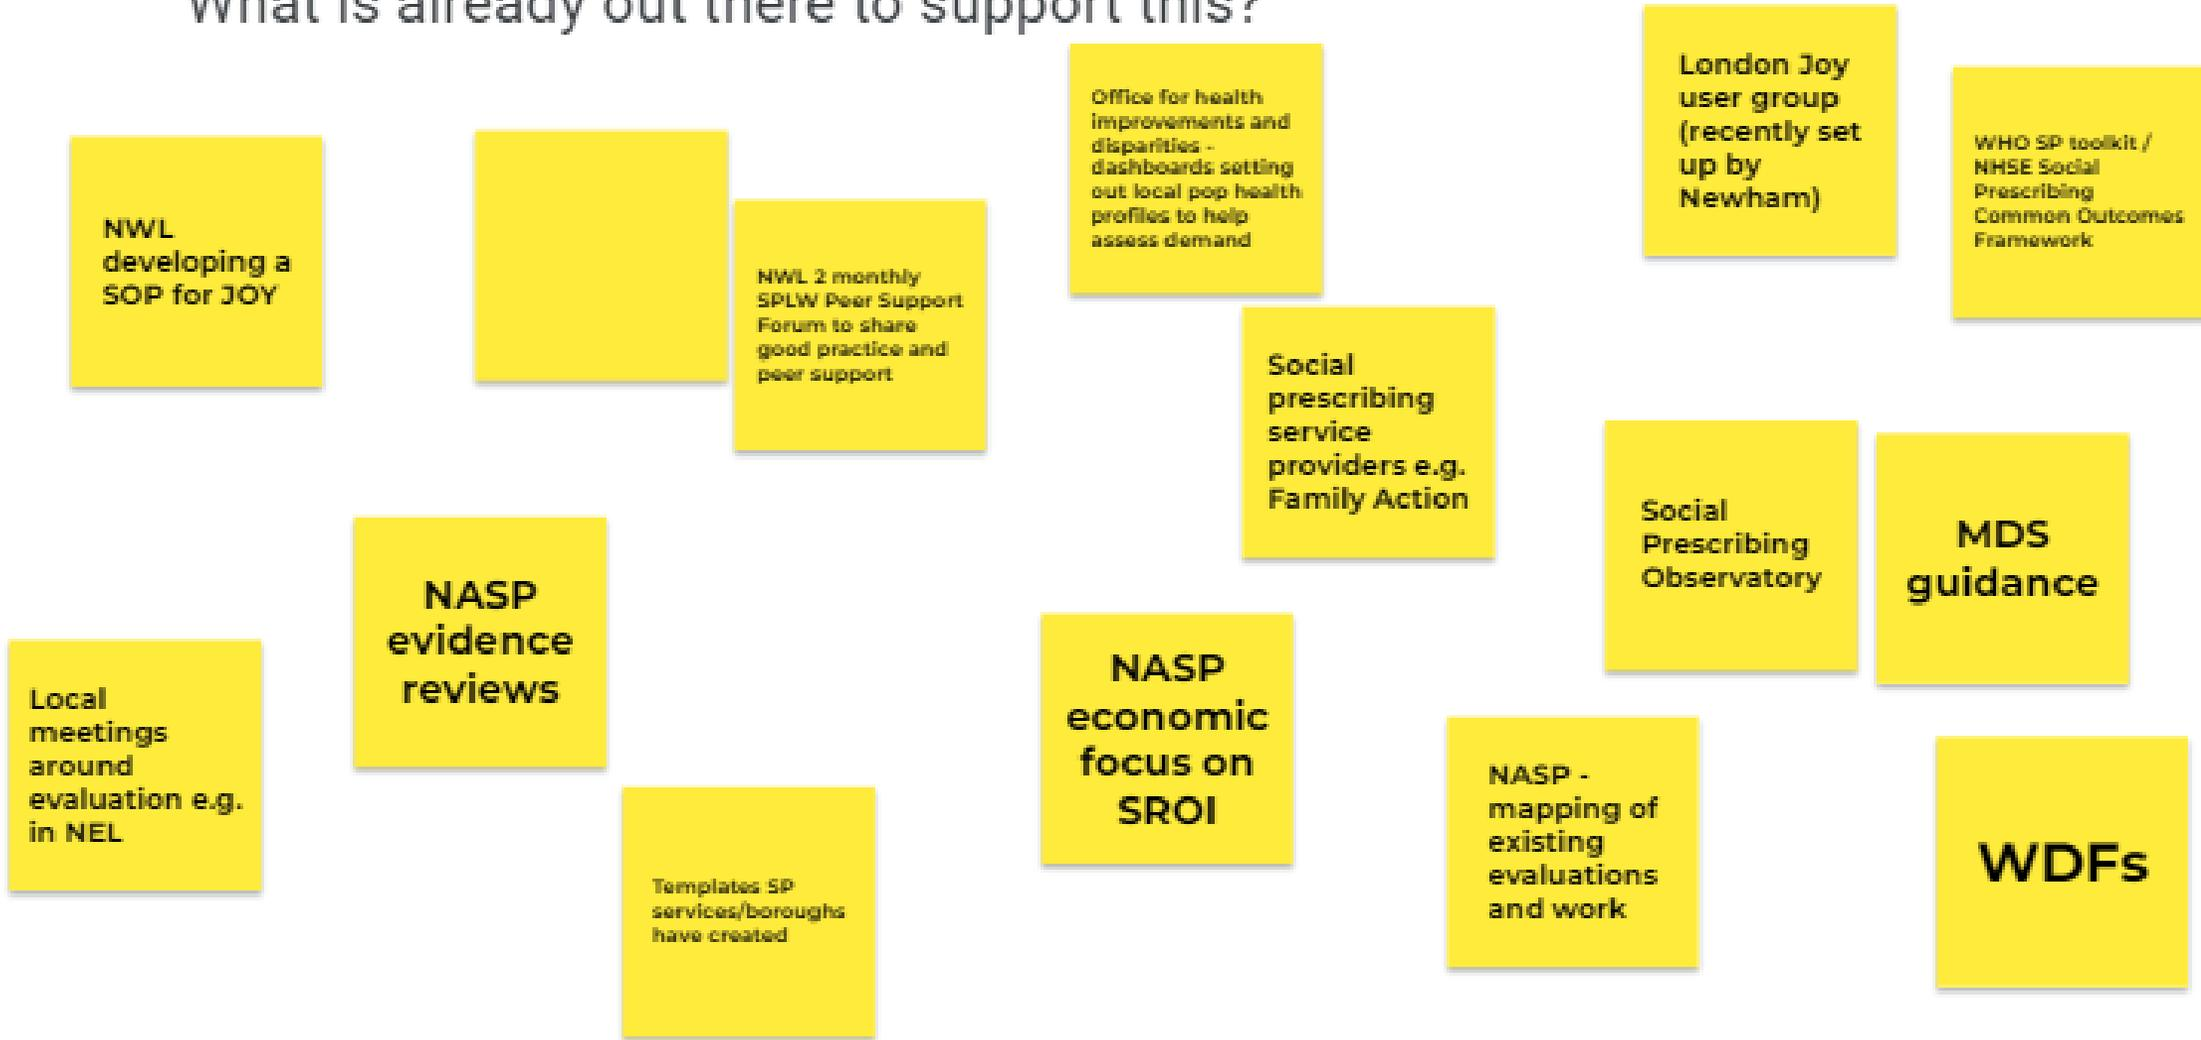 What is already out there to support this?
NWL
developing a
SOP for JOY
NWL 2 monthly
SPLW Peer Support
Forum to share
good practice and
peer support
Office for health
improvements and
disparities -
dashboards setting
out local pop health
profiles to help
assess demand
London Joy
user group
(recently set
up by
Newham)
WHO SP toolkit /
NHSE Social
Prescribing
Common Outcomes
Framework
Social
prescribing
service
providers e.g.
Family Action
Social
Prescribing
Observatory
MDS
guidance
NASP
evidence
reviews
Local
meetings
around
evaluation e.g.
in NEL
NASP
economic
focus on
SROI
NASP -
mapping of
existing
evaluations
and work
WDFs
Templates SP
services/boroughs
have created